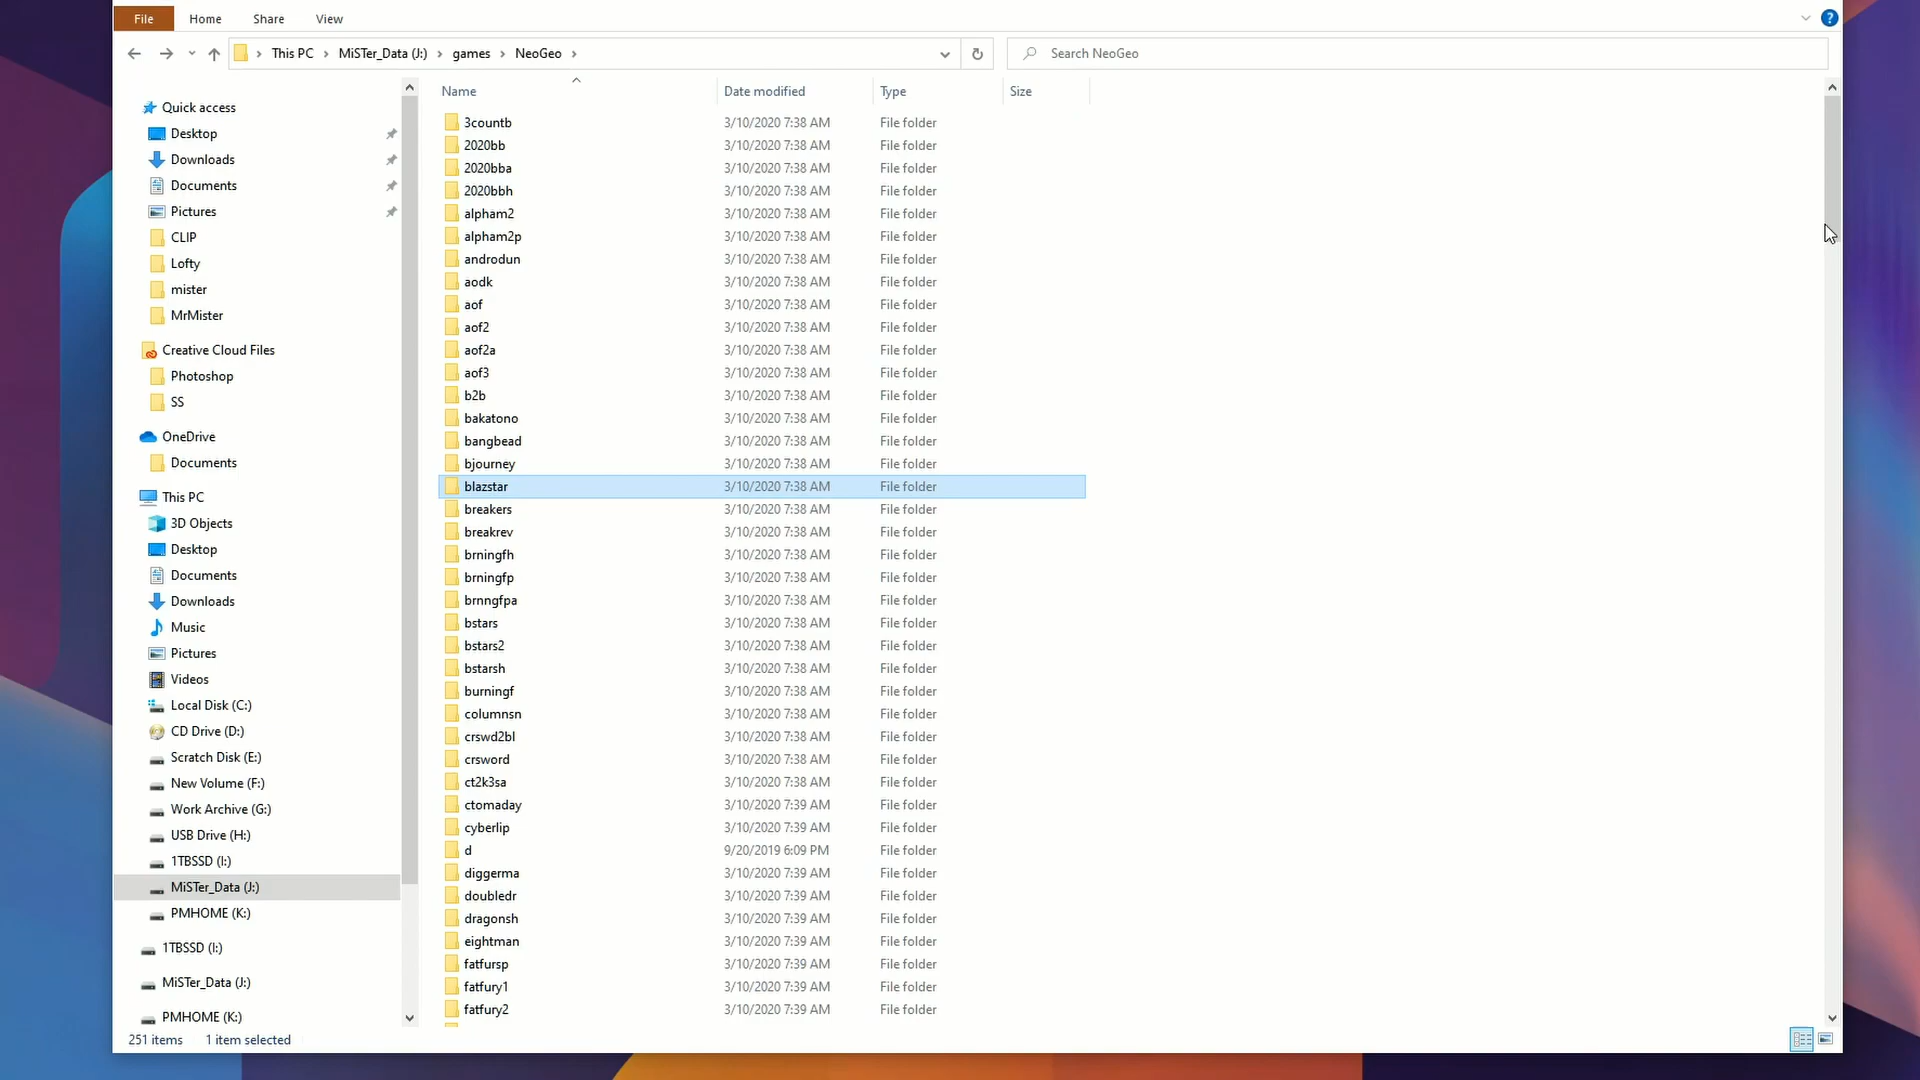 File Home Share View
This PC MiSTer_Data (J:) games NeoGeo Search NeoGeo
Name Date modified Type Size
Quick access
Desktop
Downloads
Documents
Pictures
CLIP
Lofty
mister
MrMister
Creative Cloud Files
Photoshop
SS
OneDrive
Documents
This PC
3D Objects
Desktop
Documents
Downloads
Music
Pictures
Videos
Local Disk (C:)
CD Drive (D:)
Scratch Disk (E:)
New Volume (F:)
Work Archive (G:)
USB Drive (H:)
1TBSSD (I:)
MiSTer_Data (J:)
PMHOME (K:)
1TBSSD (I:)
MiSTer_Data (J:)
PMHOME (K:)
3countb 3/10/2020 7:38 AM File folder
2020bb 3/10/2020 7:38 AM File folder
2020bba 3/10/2020 7:38 AM File folder
2020bbh 3/10/2020 7:38 AM File folder
alpham2 3/10/2020 7:38 AM File folder
alpham2p 3/10/2020 7:38 AM File folder
androdun 3/10/2020 7:38 AM File folder
aodk 3/10/2020 7:38 AM File folder
aof 3/10/2020 7:38 AM File folder
aof2 3/10/2020 7:38 AM File folder
aof2a 3/10/2020 7:38 AM File folder
aof3 3/10/2020 7:38 AM File folder
b2b 3/10/2020 7:38 AM File folder
bakatono 3/10/2020 7:38 AM File folder
bangbead 3/10/2020 7:38 AM File folder
bjourney 3/10/2020 7:38 AM File folder
blazstar 3/10/2020 7:38 AM File folder
breakers 3/10/2020 7:38 AM File folder
breakrev 3/10/2020 7:38 AM File folder
brningfh 3/10/2020 7:38 AM File folder
brningfp 3/10/2020 7:38 AM File folder
brnngfpa 3/10/2020 7:38 AM File folder
bstars 3/10/2020 7:38 AM File folder
bstars2 3/10/2020 7:38 AM File folder
bstarsh 3/10/2020 7:38 AM File folder
burningf 3/10/2020 7:38 AM File folder
columnsn 3/10/2020 7:38 AM File folder
crswd2bl 3/10/2020 7:38 AM File folder
crsword 3/10/2020 7:38 AM File folder
ct2k3sa 3/10/2020 7:38 AM File folder
ctomaday 3/10/2020 7:39 AM File folder
cyberlip 3/10/2020 7:39 AM File folder
d 9/20/2019 6:09 PM File folder
diggerma 3/10/2020 7:39 AM File folder
doubledr 3/10/2020 7:39 AM File folder
dragonsh 3/10/2020 7:39 AM File folder
eightman 3/10/2020 7:39 AM File folder
fatfursp 3/10/2020 7:39 AM File folder
fatfury1 3/10/2020 7:39 AM File folder
fatfury2 3/10/2020 7:39 AM File folder
251 items 1 item selected